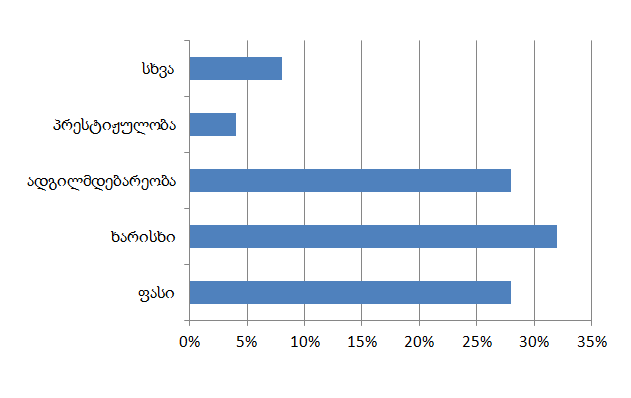 სხვა
პრესტიჟულობა
ადგილმდებარეობა
ხარისხი
ფასი
0% 5% 10% 15% 20% 25% 30% 35%